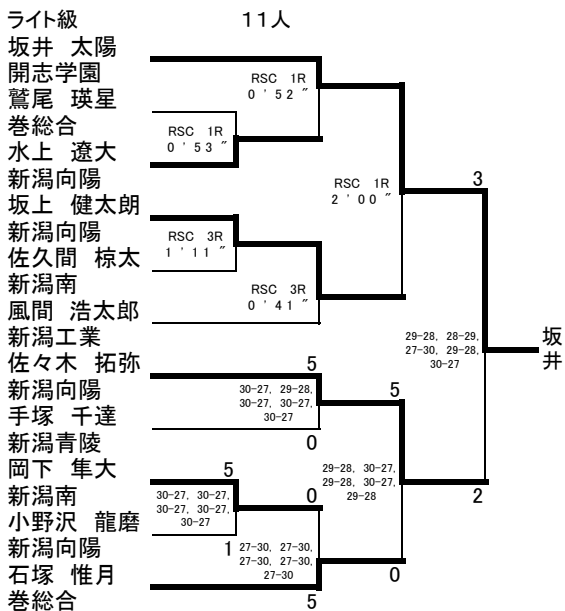 ライト級 11人
坂井 太陽
開志学園
鷲尾 瑛星
巻総合
水上 遼大
新潟向陽
坂上 健太朗
新潟向陽
佐久間 椋太
新潟南
風間 浩太郎
新潟工業
佐々木 拓弥
新潟向陽
手塚 千達
新潟青陵
岡下 隼大
新潟南
小野沢 龍磨
新潟向陽
石塚 惟月
巻総合
RSC 1R
0'53"
RSC 3R
1'11"
5
30-27, 30-27,
30-27, 30-27,
30-27
1
RSC 1R
0'52"
RSC 3R
0'41"
5
30-27, 29-28,
30-27, 30-27,
30-27
0
0
27-30, 27-30,
27-30, 27-30,
27-30
5
RSC 1R
2'00"
5
29-28, 30-27,
29-28, 30-27,
29-28
0
3
29-28, 28-29,
27-30, 29-28,
30-27
2
坂井